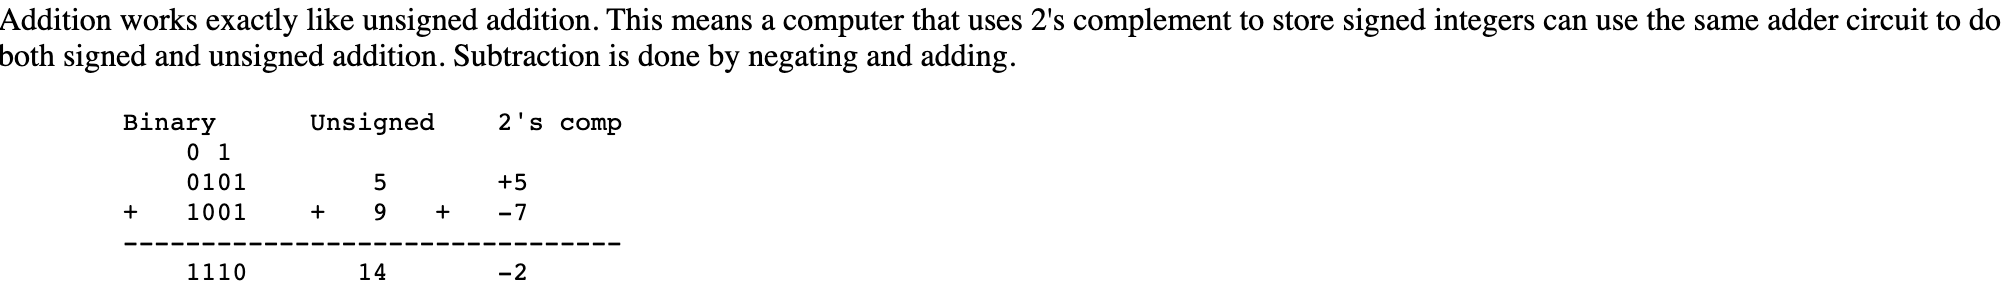 Addition works exactly like unsigned addition. This means a computer that uses 2's complement to store signed integers can use the same adder circuit to do
both signed and unsigned addition. Subtraction is done by negating and adding.
Binary      Unsigned    2's comp
    0 1
    0101        5       +5
+   1001    +   9   +   -7
--------------------------------
    1110       14       -2